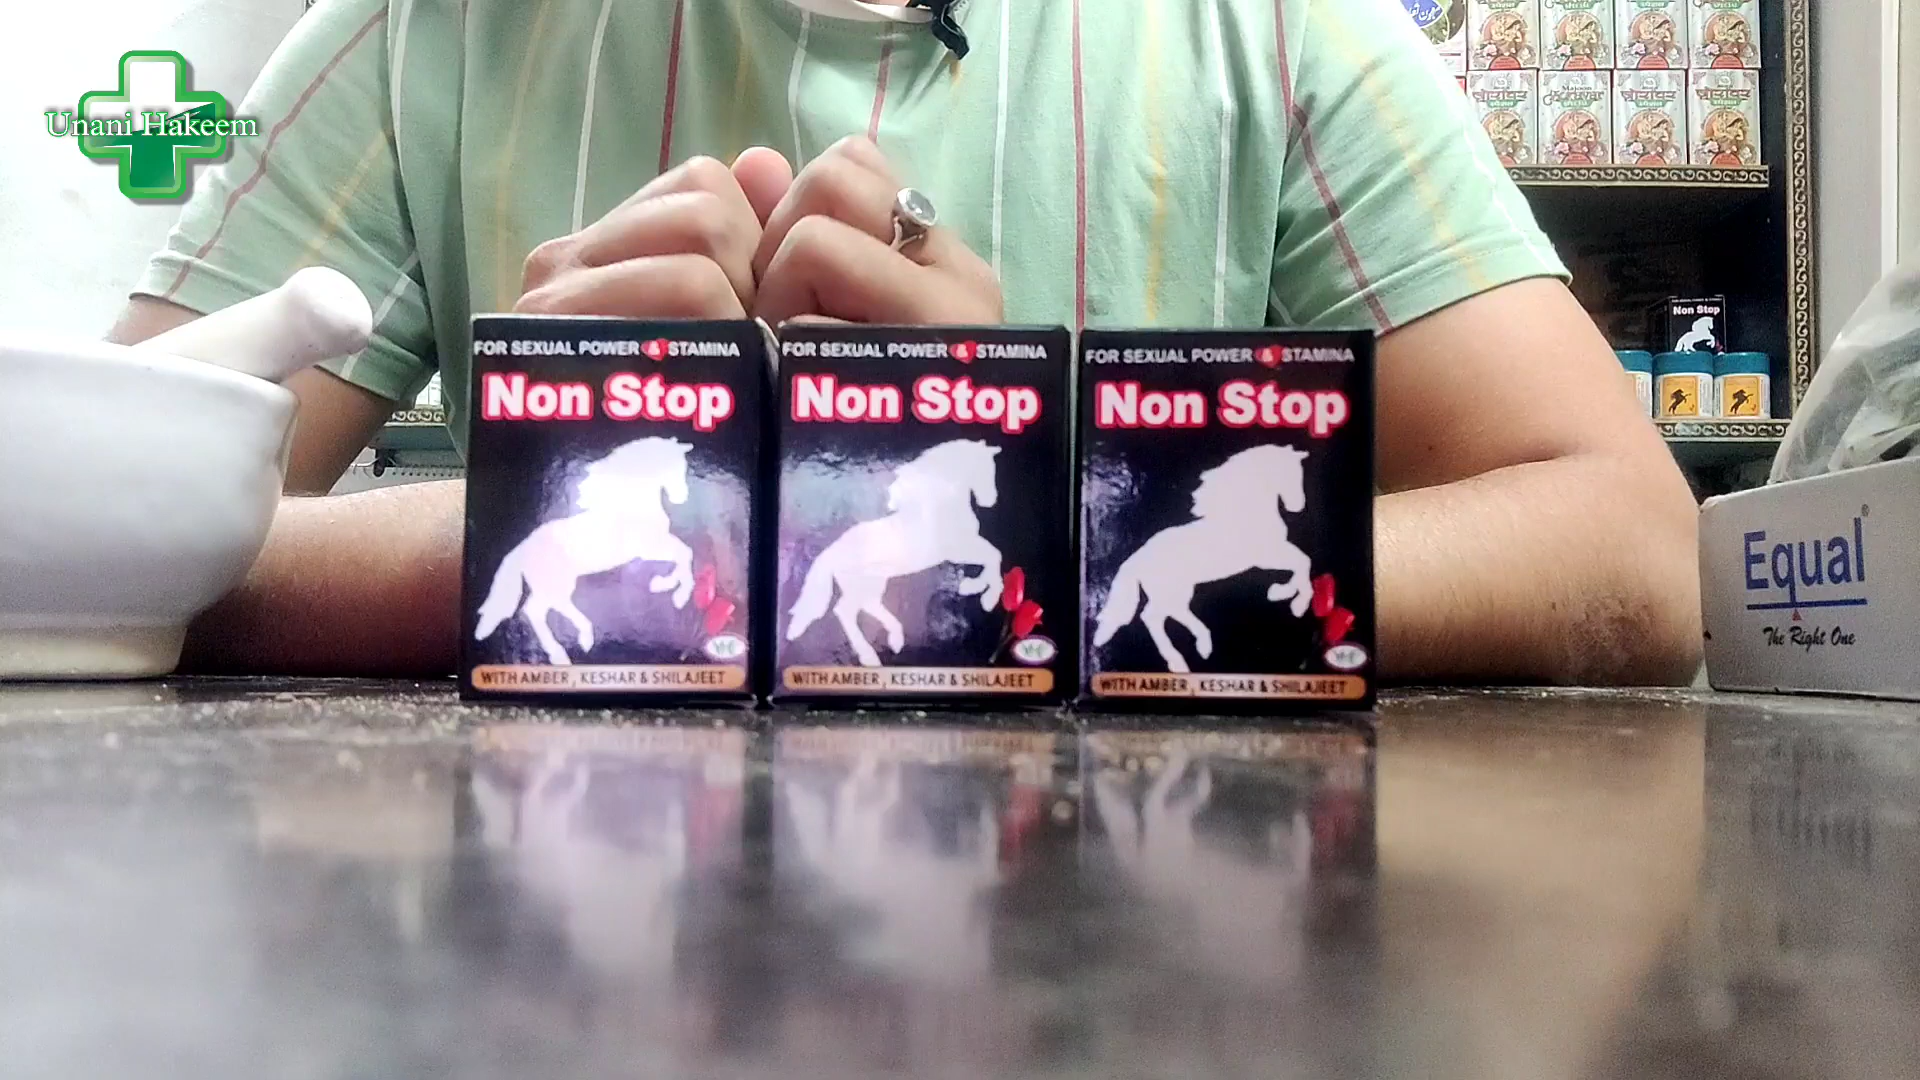 Unani Hakeem
FOR SEXUAL POWER & STAMINA
Non Stop
WITH AMBER, KESHAR & SHILAJEET
FOR SEXUAL POWER & STAMINA
Non Stop
WITH AMBER, KESHAR & SHILAJEET
FOR SEXUAL POWER & STAMINA
Non Stop
WITH AMBER, KESHAR & SHILAJEET
Non Stop
Equal®
The Right One